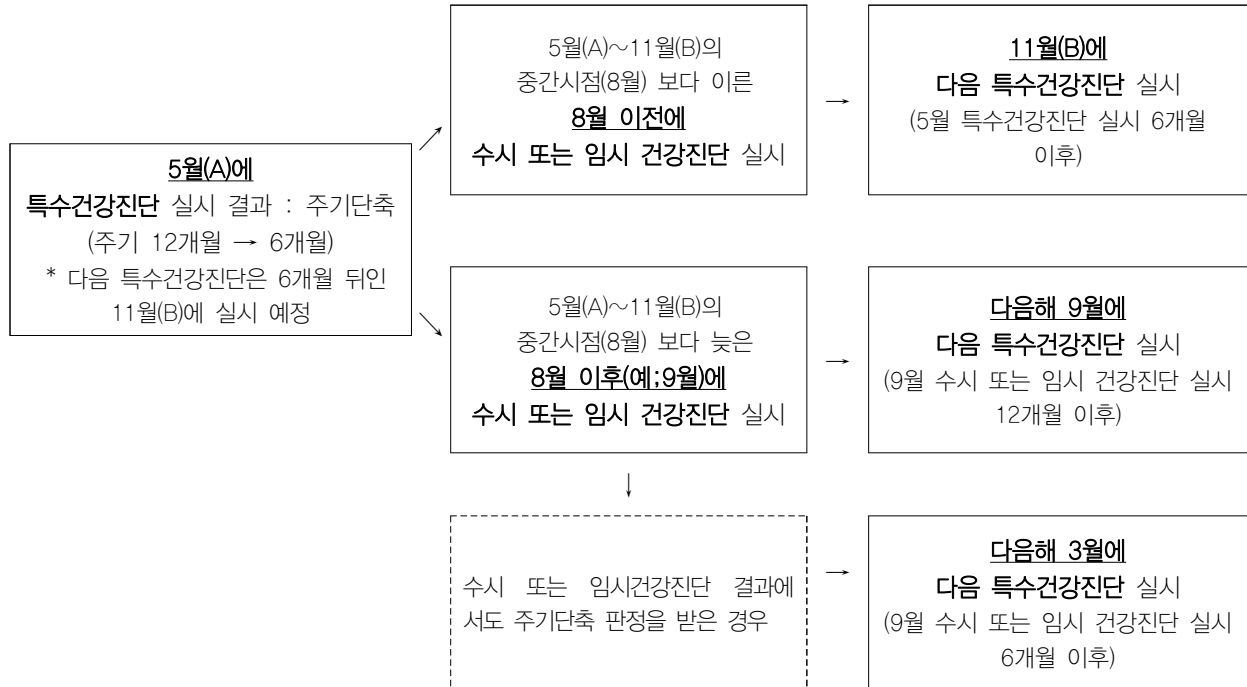 5월(A)에
특수건강진단 실시 결과 : 주기단축
(주기 12개월 → 6개월)
* 다음 특수건강진단은 6개월 뒤인
11월(B)에 실시 예정
5월(A)~11월(B)의
중간시점(8월) 보다 이른
8월 이전에
수시 또는 임시 건강진단 실시
→
11월(B)에
다음 특수건강진단 실시
(5월 특수건강진단 실시 6개월
이후)
5월(A)~11월(B)의
중간시점(8월) 보다 늦은
8월 이후(예;9월)에
수시 또는 임시 건강진단 실시
→
다음해 9월에
다음 특수건강진단 실시
(9월 수시 또는 임시 건강진단 실시
12개월 이후)
↓
수시 또는 임시건강진단 결과에
서도 주기단축 판정을 받은 경우
→
다음해 3월에
다음 특수건강진단 실시
(9월 수시 또는 임시 건강진단 실시
6개월 이후)